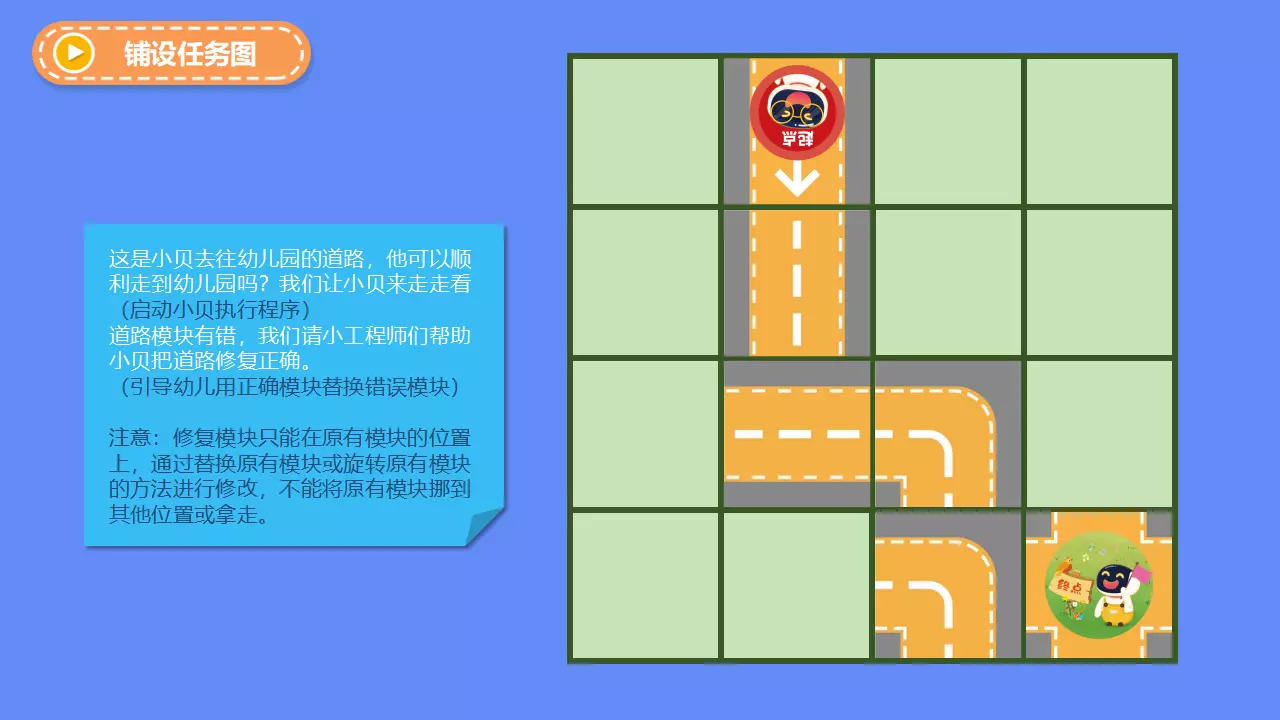 铺设任务图
起点
这是小贝去往幼儿园的道路，他可以顺
利走到幼儿园吗？我们让小贝来走走看
（启动小贝执行程序）
道路模块有错，我们请小工程师们帮助
小贝把道路修复正确。
（引导幼儿用正确模块替换错误模块）
注意：修复模块只能在原有模块的位置
上，通过替换原有模块或旋转原有模块
的方法进行修改，不能将原有模块挪到
其他位置或拿走。
终点